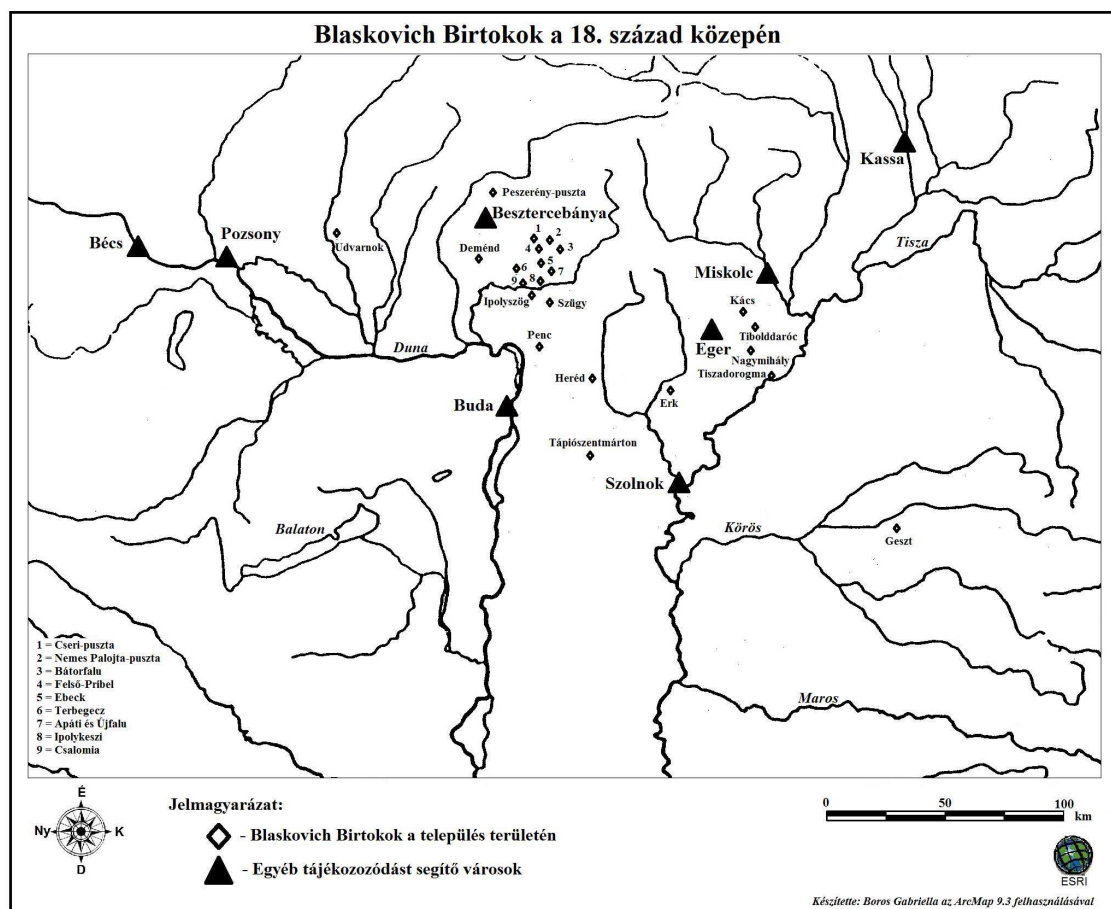 Blaskovich Birtokok a 18. század közepén
Kassa
Peszerény-puszta
Besztercebánya
Bécs
Pozsony
Udvarnok
Deménd
1
2
3
4
5
6
7
8
9
Tisza
Miskolc
Ipolyszög
Szügy
Kács
Tibolddaróc
Eger
Nagymihály
Tiszadorogma
Duna
Penc
Heréd
Erk
Buda
Tápiószentmárton
Szolnok
Balaton
Körös
Geszt
Maros
1 = Cseri-puszta
2 = Nemes Palojta-puszta
3 = Bátorfalu
4 = Felső-Pribel
5 = Ebeck
6 = Terbegecz
7 = Apáti és Újfalu
8 = Ipolykeszi
9 = Csalomia
É
Ny
K
D
Jelmagyarázat:
- Blaskovich Birtokok a település területén
- Egyéb tájékozozódást segítő városok
0 50 100
km
ESRI
Készítette: Boros Gabriella az ArcMap 9.3 felhasználásával